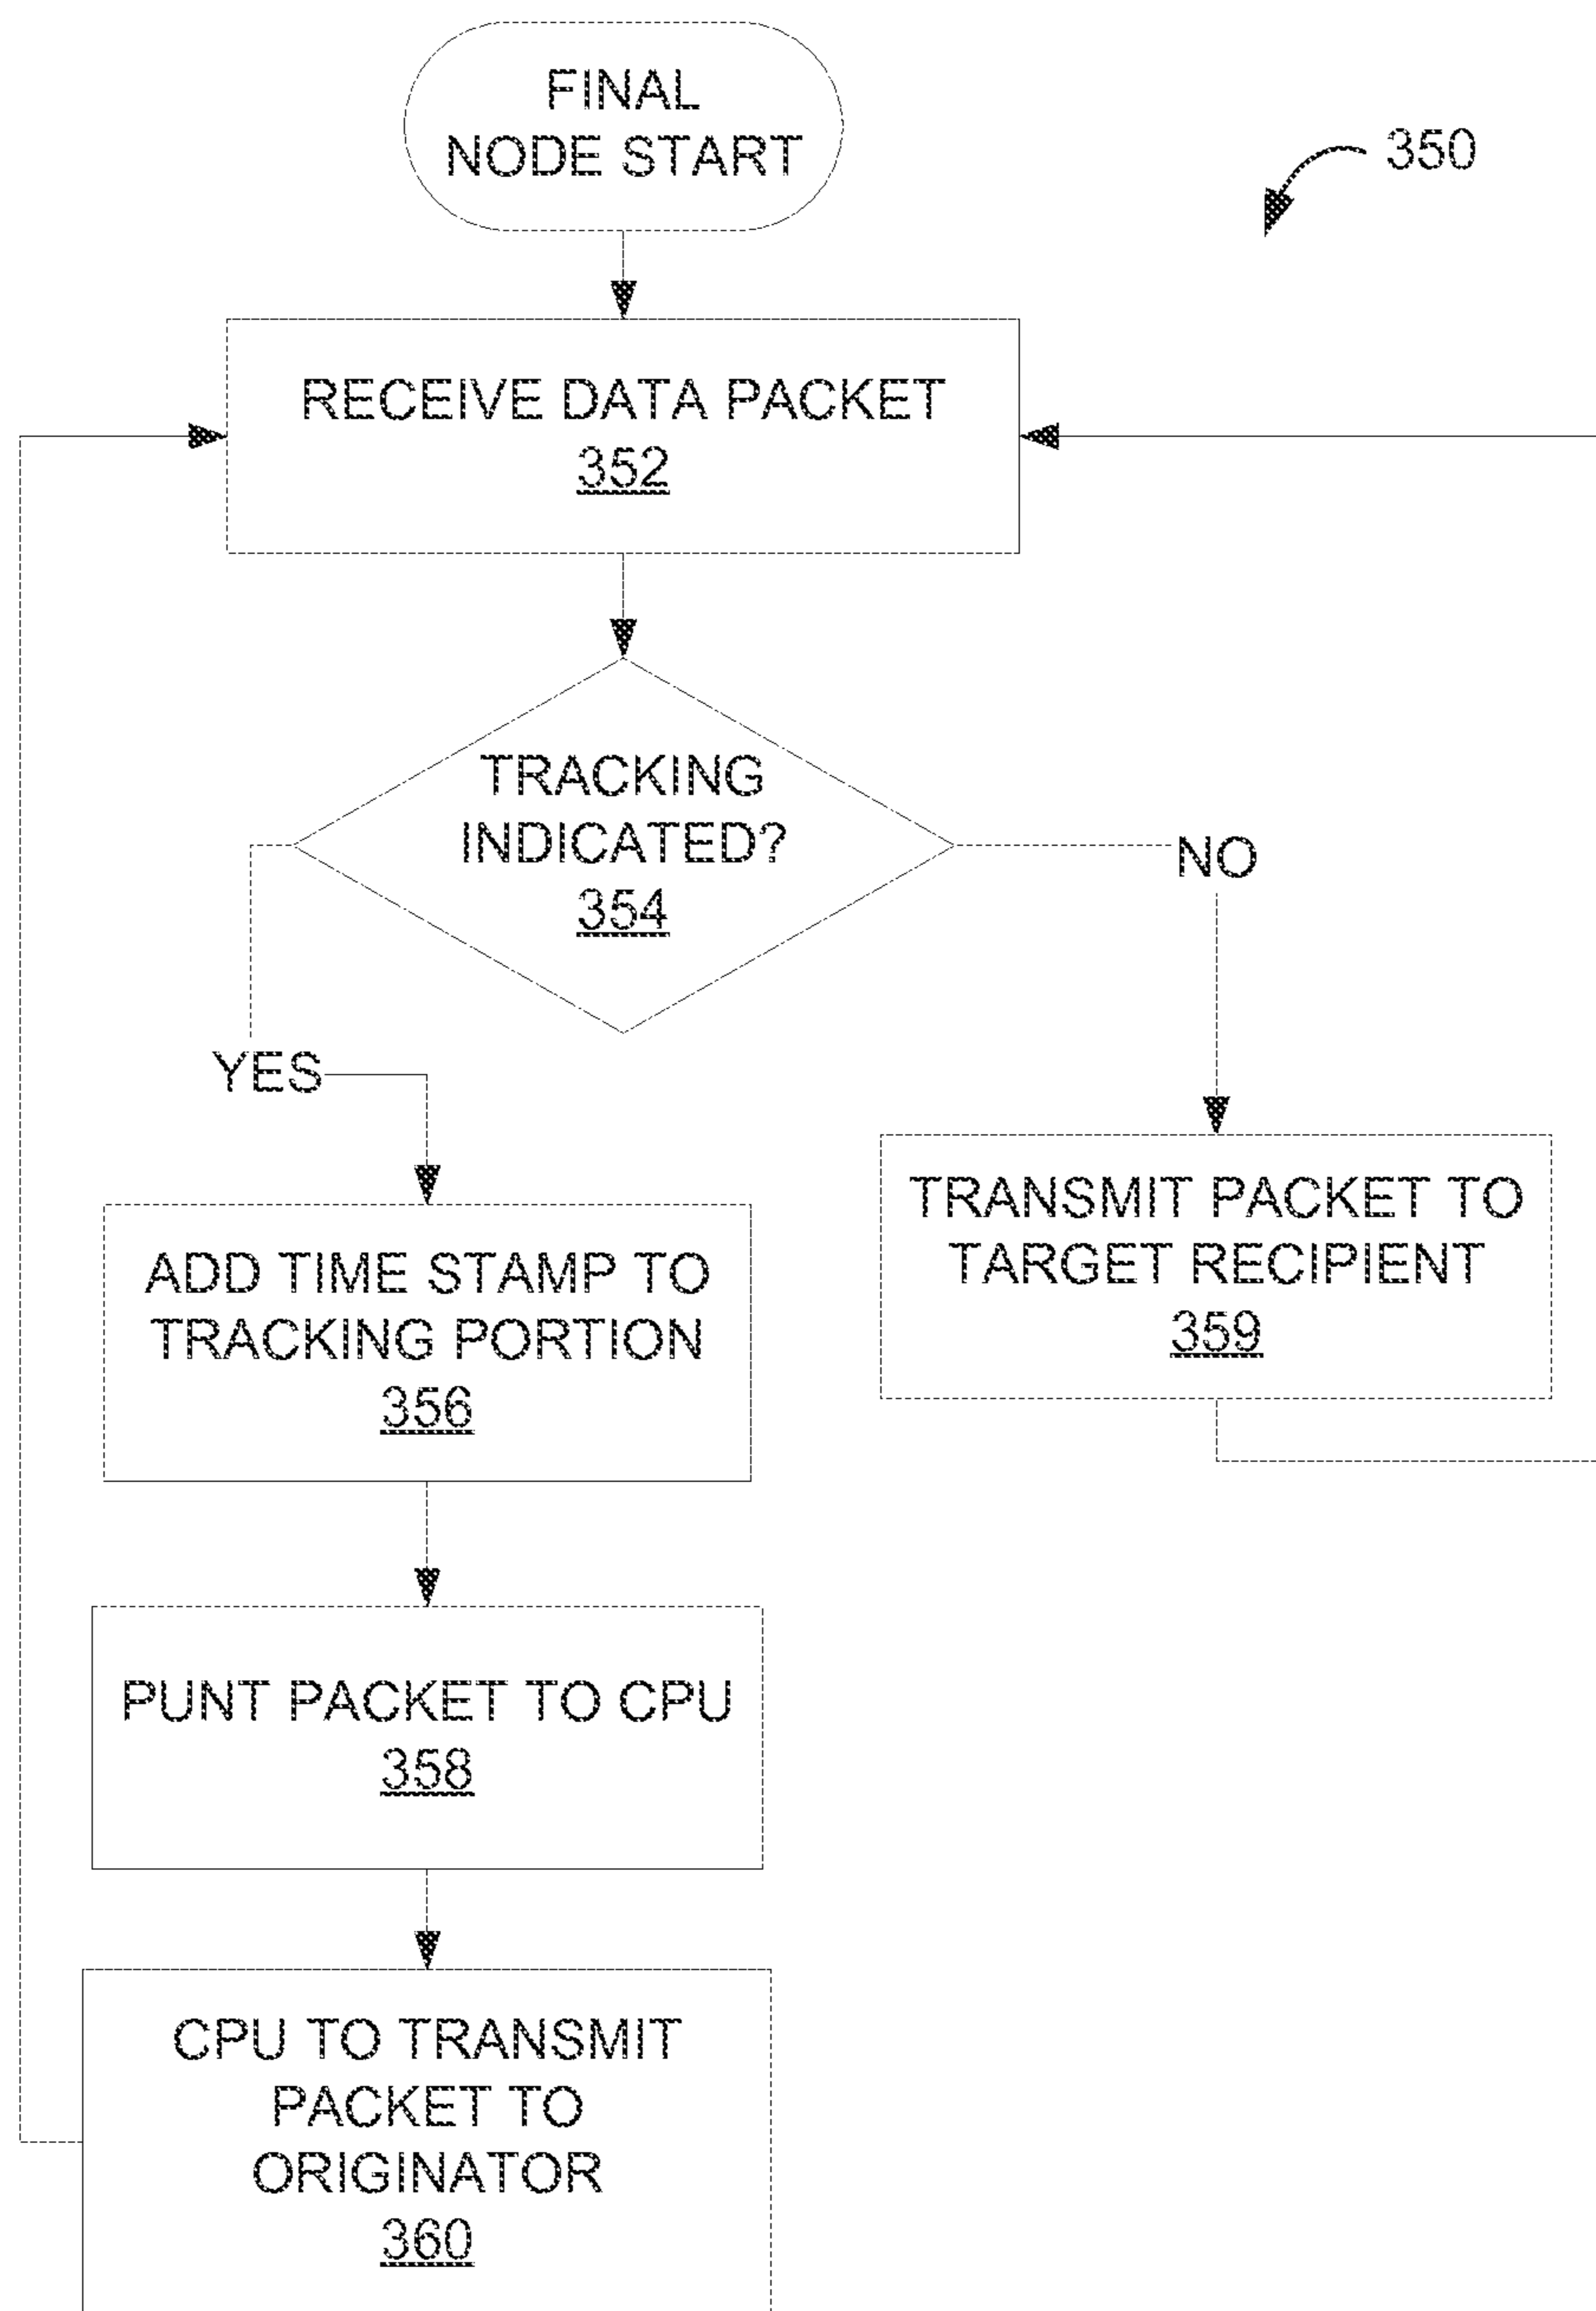 FINAL
NODE START
350
RECEIVE DATA PACKET
352
TRACKING
INDICATED?
354
NO
YES
TRANSMIT PACKET TO
TARGET RECIPIENT
359
ADD TIME STAMP TO
TRACKING PORTION
356
PUNT PACKET TO CPU
358
CPU TO TRANSMIT
PACKET TO
ORIGINATOR
360